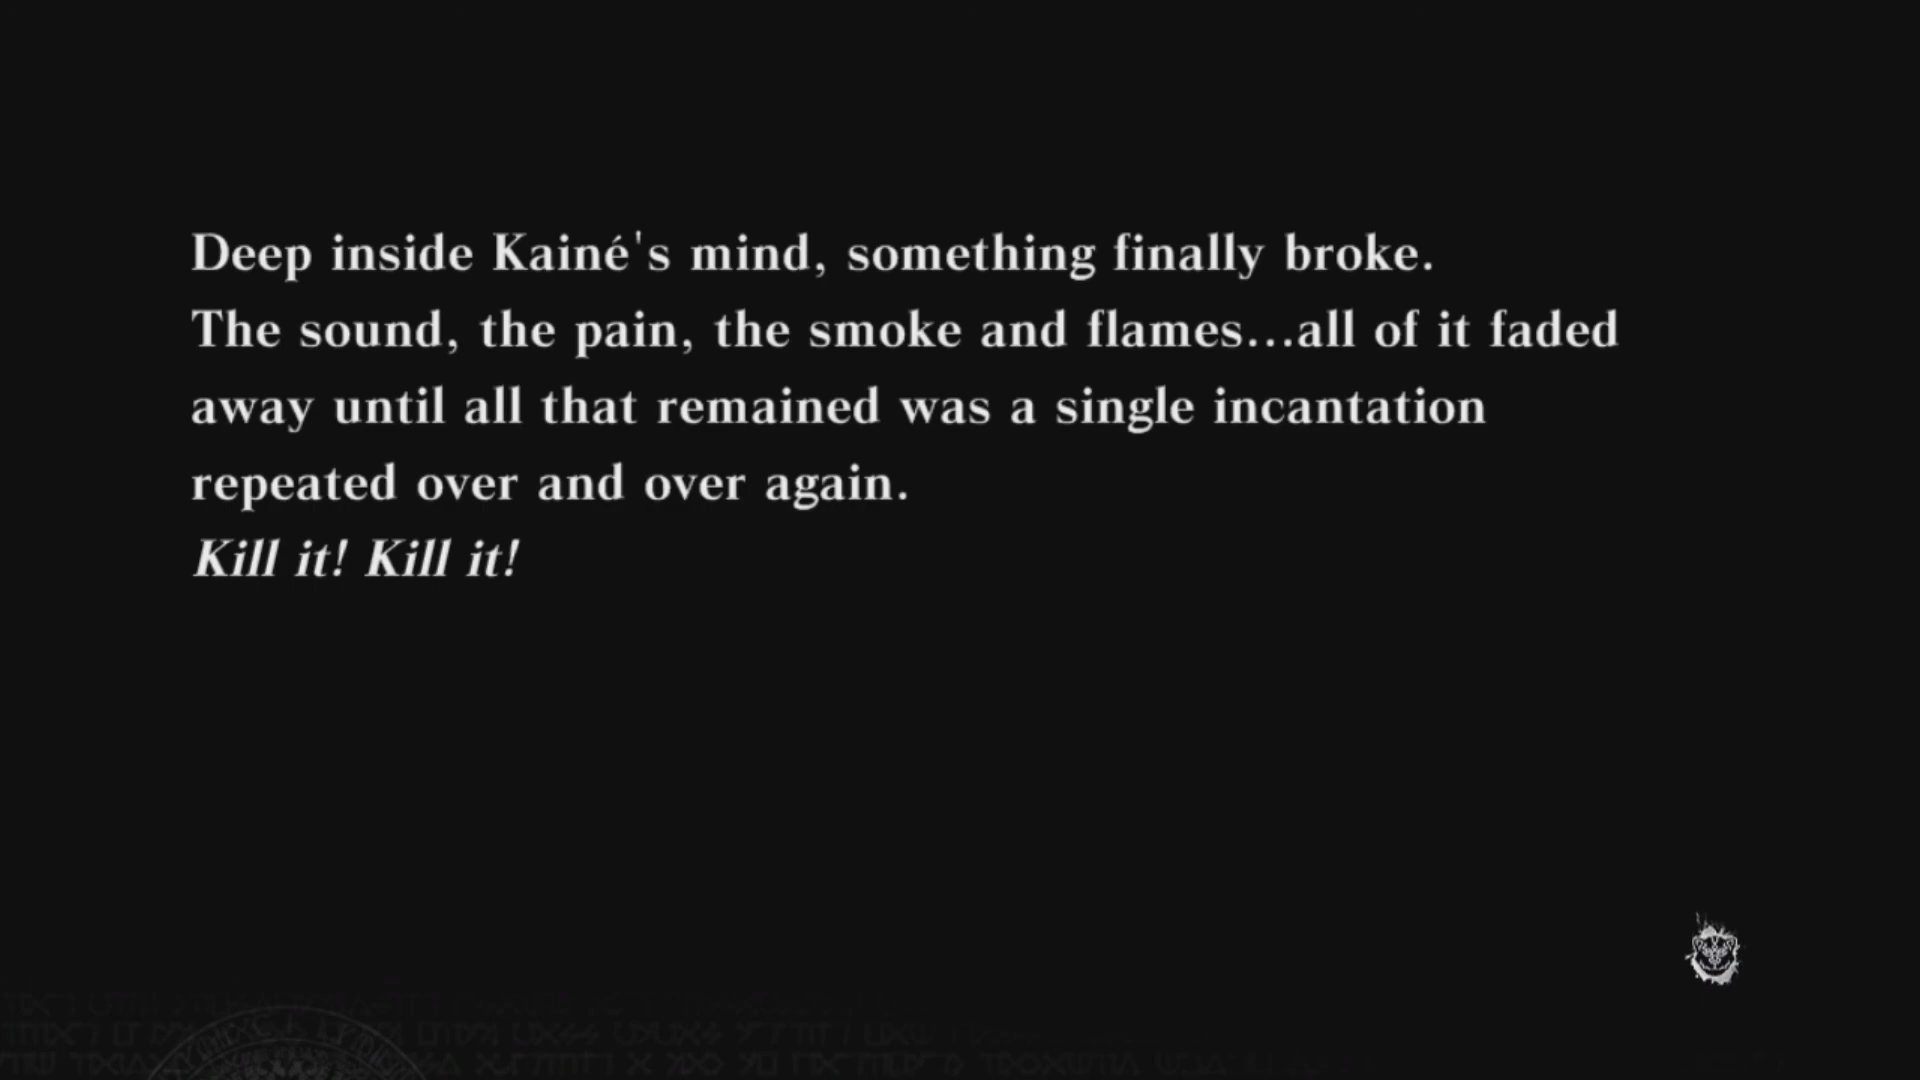 Deep inside Kainé's mind, something finally broke.
The sound, the pain, the smoke and flames...all of it faded
away until all that remained was a single incantation
repeated over and over again.
Kill it! Kill it!